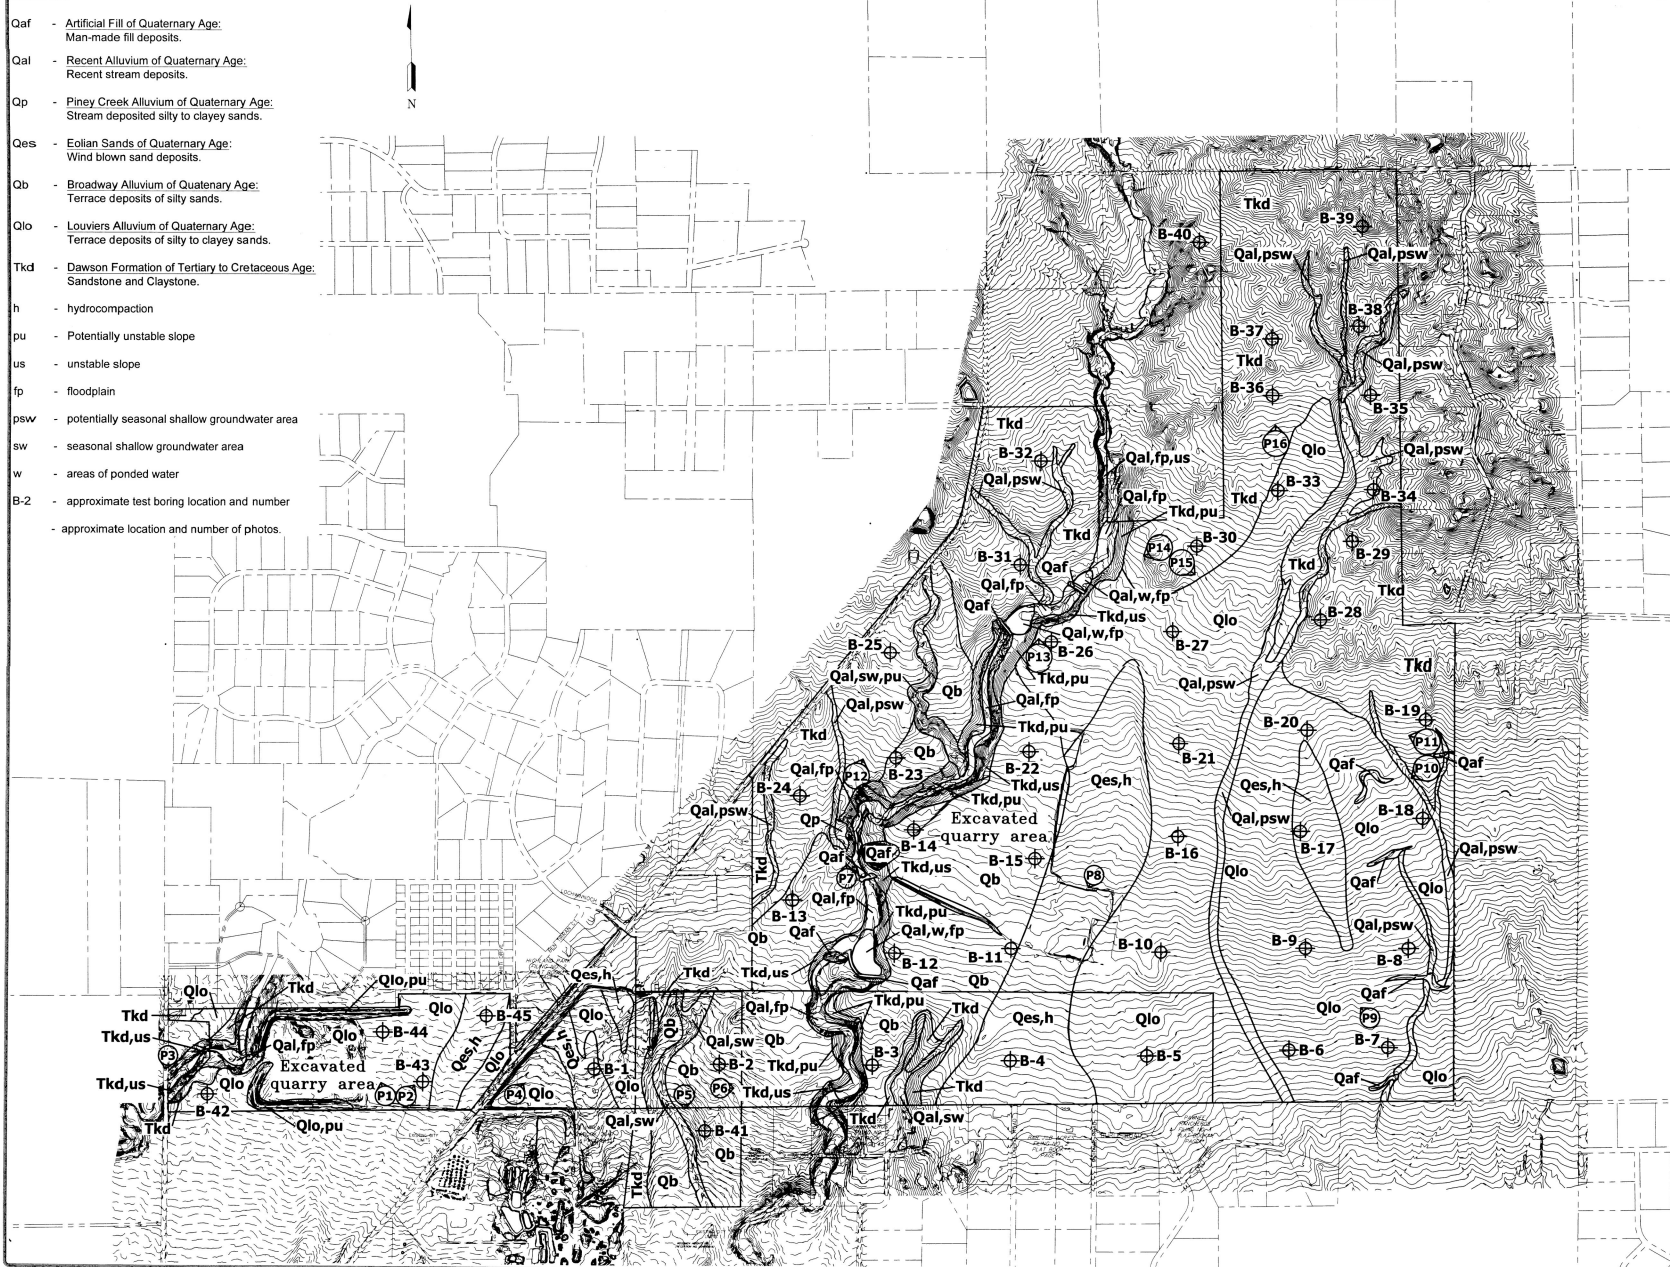 Qaf - Artificial Fill of Quaternary Age:
Man-made fill deposits.
Qal - Recent Alluvium of Quaternary Age:
Recent stream deposits.
Qp - Piney Creek Alluvium of Quaternary Age:
Stream deposited silty to clayey sands.
Qes - Eolian Sands of Quaternary Age:
Wind blown sand deposits.
Qb - Broadway Alluvium of Quatenary Age:
Terrace deposits of silty sands.
Qlo - Louviers Alluvium of Quaternary Age:
Terrace deposits of silty to clayey sands.
Tkd - Dawson Formation of Tertiary to Cretaceous Age:
Sandstone and Claystone.
h - hydrocompaction
pu - Potentially unstable slope
us - unstable slope
fp - floodplain
psw - potentially seasonal shallow groundwater area
sw - seasonal shallow groundwater area
w - areas of ponded water
B-2 - approximate test boring location and number
- approximate location and number of photos.
N
Tkd
B-39
B-40
Qal,psw
Qal,psw
B-38
B-37
Tkd
Qal,psw
B-36
B-35
Tkd
P16
Qlo
Qal,psw
B-32
Qal,fp,us
Qal,psw
B-33
Tkd
B-34
Qal,fp
Tkd,pu
Tkd
B-30
P14
P15
B-29
B-31
Qaf
Tkd
Qal,fp
Qal,w,fp
Tkd
Qaf
Tkd,us
Qlo
B-28
Qal,w,fp
B-25
B-26
B-27
P13
Tkd
Qal,sw,pu
Tkd,pu
Qal,psw
Qb
Qal,fp
Qal,psw
B-19
B-20
Tkd,pu
Tkd
P11
Qb
B-21
Qal,fp
P12
B-23
B-22
Qaf
P10
Qaf
B-24
Tkd,us
Qes,h
Qes,h
Tkd,pu
Qal,psw
B-18
Qp
Excavated
quarry area
Qal,psw
Qlo
B-14
B-16
B-17
Qal,psw
Qaf
Qaf
B-15
Tkd
Tkd,us
P7
Qb
P8
Qlo
Qaf
Qlo
Qal,fp
B-13
Tkd,pu
Qal,psw
Qaf
Qal,w,fp
Qb
B-11
B-10
B-9
B-12
B-8
Tkd,us
Tkd
Qes,h
Qlo,pu
Tkd
Qlo
Qaf
Qb
Qaf
Qlo
Qal,fp
Tkd,pu
Tkd
Qlo
Tkd
B-45
Qb
Qes,h
Qlo
P9
B-44
Qlo
Qlo
Qb
Tkd,us
Qal,fp
Qal,sw
Qb
B-7
P3
Qes,h
Qlo
Qes,h
B-2
B-3
B-4
B-5
B-6
Excavated
quarry area
B-43
B-1
Qb
Tkd,pu
Tkd,us
Qlo
Qlo
P6
Tkd,us
Tkd
Qaf
Qlo
P1
P2
P4
Qlo
P5
B-42
Tkd
Qlo,pu
Qal,sw
Tkd
Qal,sw
B-41
Qb
Tkd
Qb